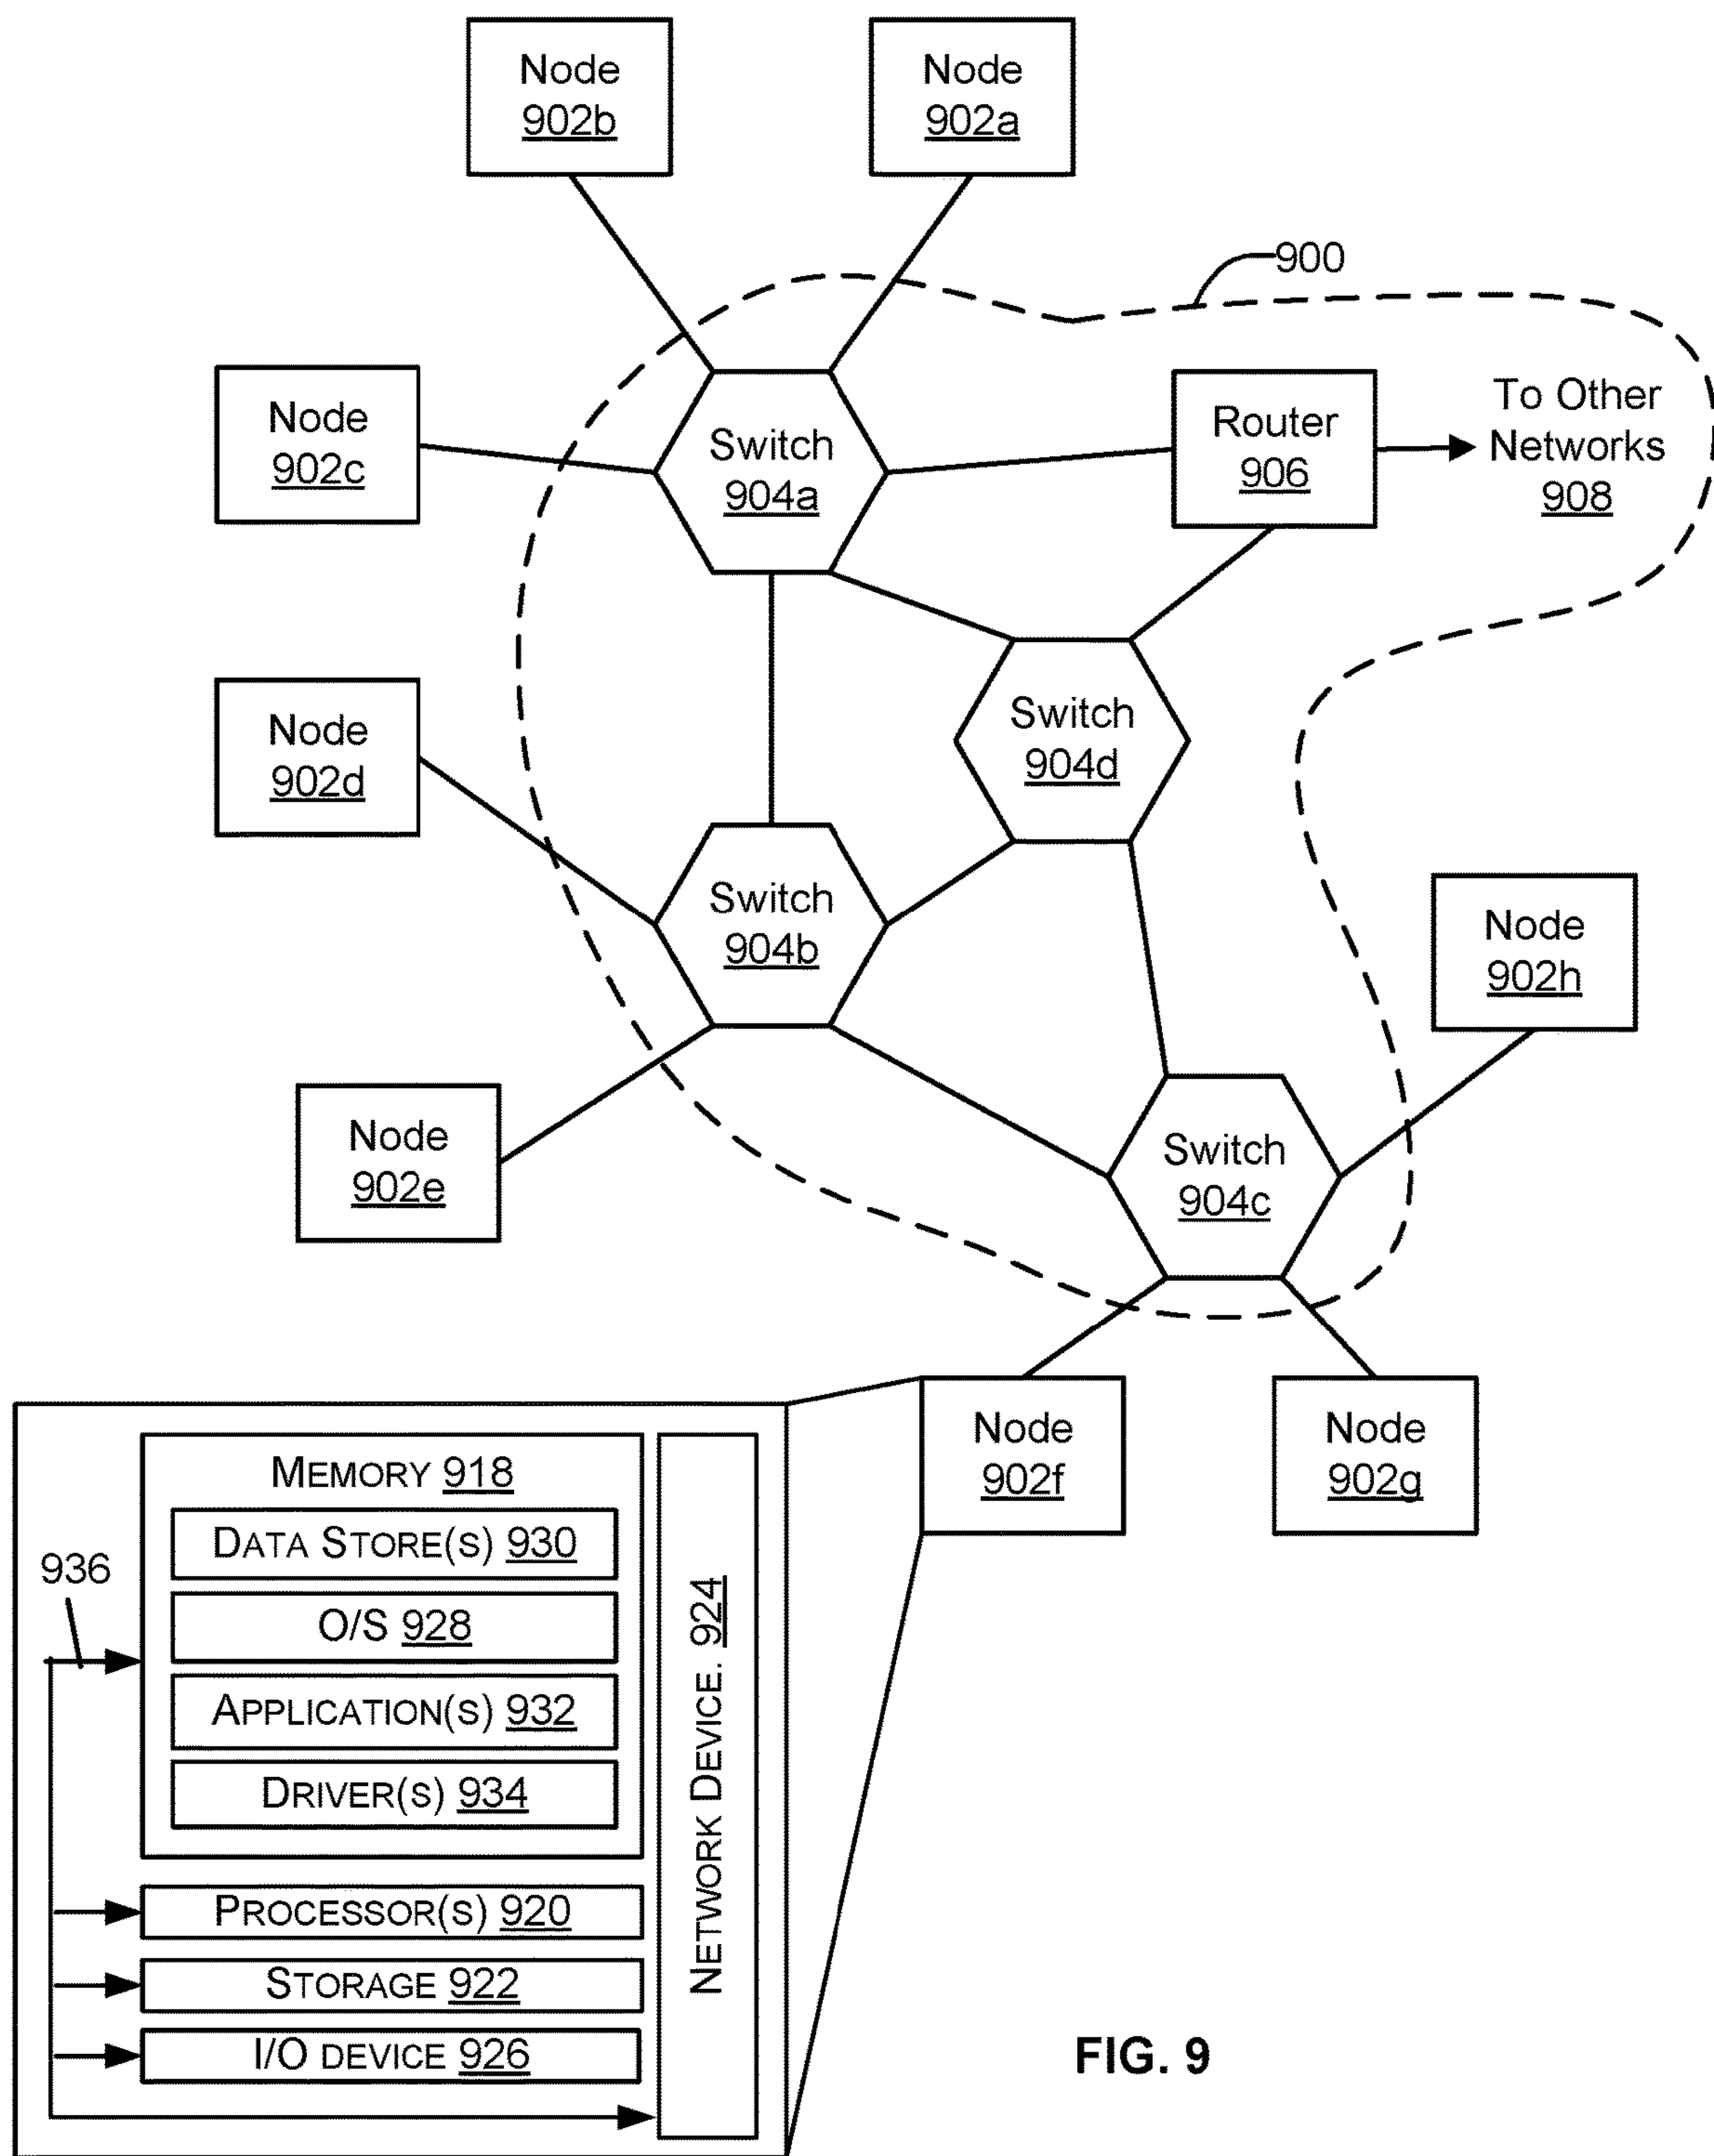 Node
902b
Node
902a
900
Node
902c
Switch
904a
Router
906
To Other
Networks
908
Node
902d
Switch
904d
Switch
904b
Node
902h
Node
902e
Switch
904c
Node
902f
Node
902g
MEMORY 918
DATA STORE(S) 930
936
O/S 928
APPLICATION(S) 932
DRIVER(S) 934
NETWORK DEVICE. 924
PROCESSOR(S) 920
STORAGE 922
I/O DEVICE 926
FIG. 9